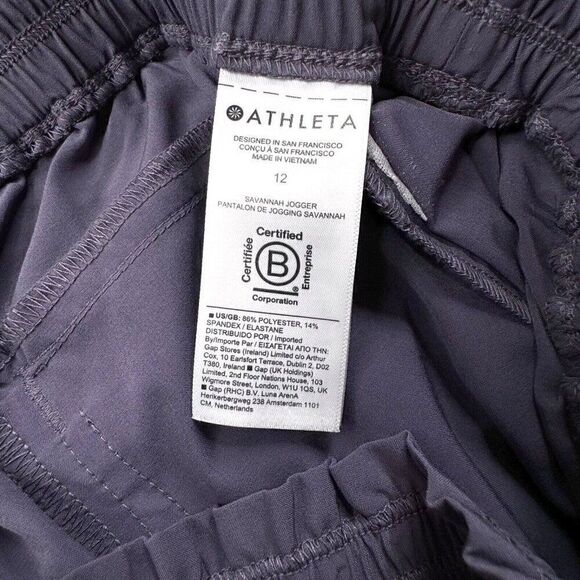 ATHLETA
DESIGNED IN SAN FRANCISCO
CONÇU À SAN FRANCISCO
MADE IN VIETNAM
12
SAVANNAH JOGGER
PANTALON DE JOGGING SAVANNAH
Certified
Certifiée
B
®
Entreprise
Corporation
■ US/GB: 86% POLYESTER, 14%
SPANDEX / ELASTANE
DISTRIBUIDO POR / Imported
By/Importe Par / ΕΙΣΑΓΕΤΑΙ ΑΠΟ ΤΗΝ:
Gap Stores (Ireland) Limited c/o Arthur
Cox, 10 Earlsfort Terrace, Dublin 2, D02
T380, Ireland ■ Gap (UK Holdings)
Limited, 2nd Floor Nations House, 103
Wigmore Street, London, W1U 1QS, UK
■ Gap (RHC) B.V. Luna ArenA
Herikerbergweg 238 Amsterdam 1101
CM, Netherlands